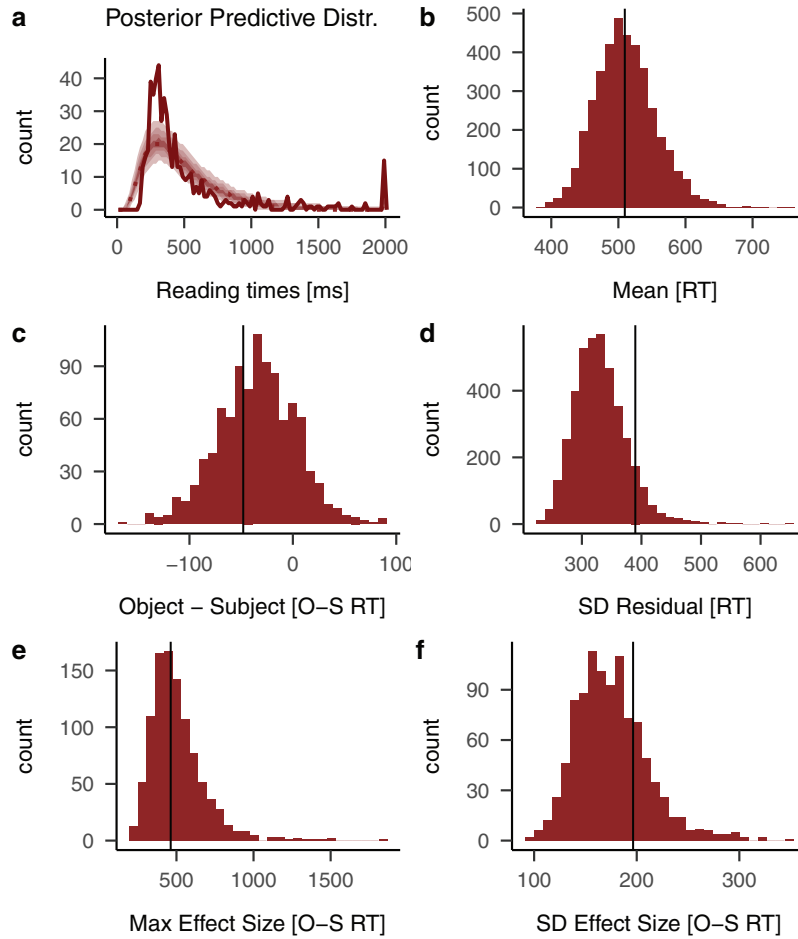 a Posterior Predictive Distr.
count
40
30
20
10
0
0 500 1000 1500 2000
Reading times [ms]
b
count
500
400
300
200
100
0
400 500 600 700
Mean [RT]
c
count
90
60
30
0
−100 0 100
Object − Subject [O−S RT]
d
count
400
200
0
300 400 500 600
SD Residual [RT]
e
count
150
100
50
0
500 1000 1500
Max Effect Size [O−S RT]
f
count
90
60
30
0
100 200 300
SD Effect Size [O−S RT]